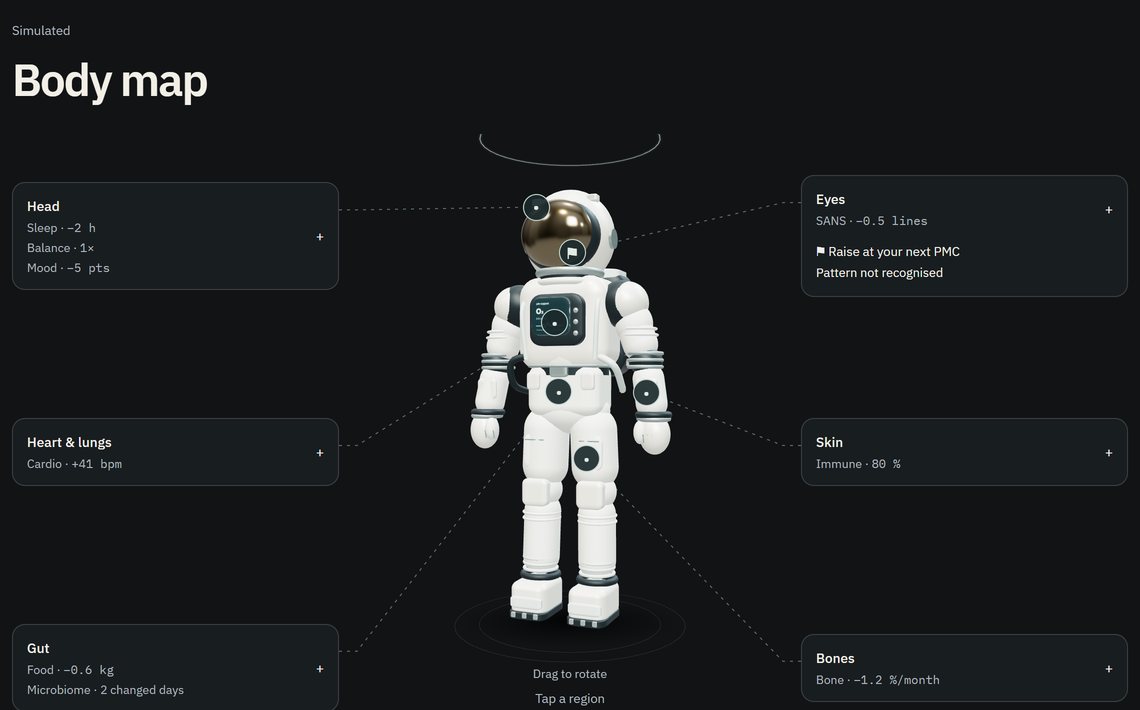 Simulated
Body map
Head
Sleep · −2 h
Balance · 1×
Mood · −5 pts
+
Eyes
SANS · −0.5 lines
Raise at your next PMC
Pattern not recognised
+
Heart & lungs
Cardio · +41 bpm
+
Skin
Immune · 80 %
+
Gut
Food · −0.6 kg
Microbiome · 2 changed days
+
Bones
Bone · −1.2 %/month
+
Drag to rotate
Tap a region